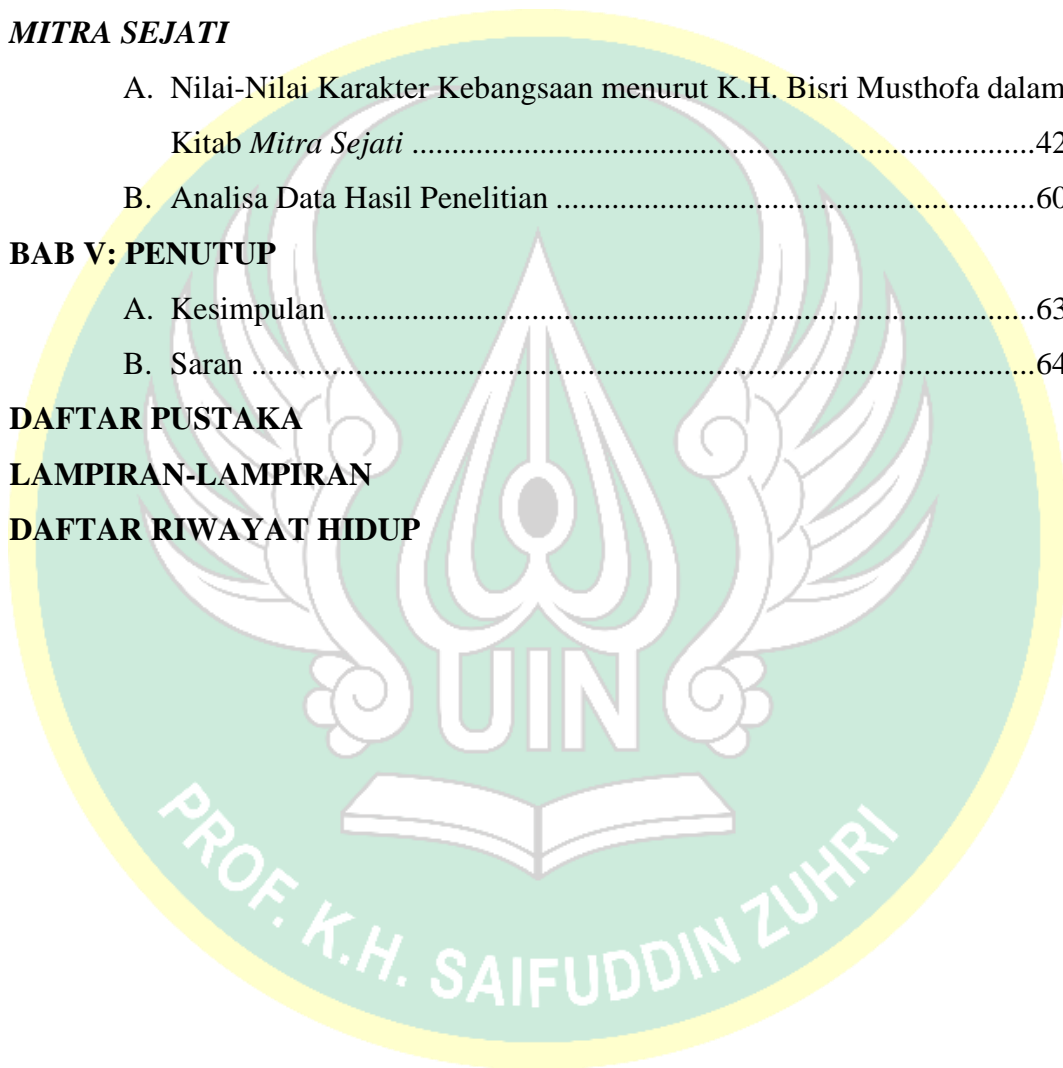 MITRA SEJATI
A. Nilai-Nilai Karakter Kebangsaan menurut K.H. Bisri Musthofa dalam
Kitab Mitra Sejati ..............................................................................42
B. Analisa Data Hasil Penelitian ............................................................60
BAB V: PENUTUP
A. Kesimpulan ........................................................................................63
B. Saran ..................................................................................................64
DAFTAR PUSTAKA
LAMPIRAN-LAMPIRAN
DAFTAR RIWAYAT HIDUP
UIN
PROF. K.H. SAIFUDDIN ZUHRI